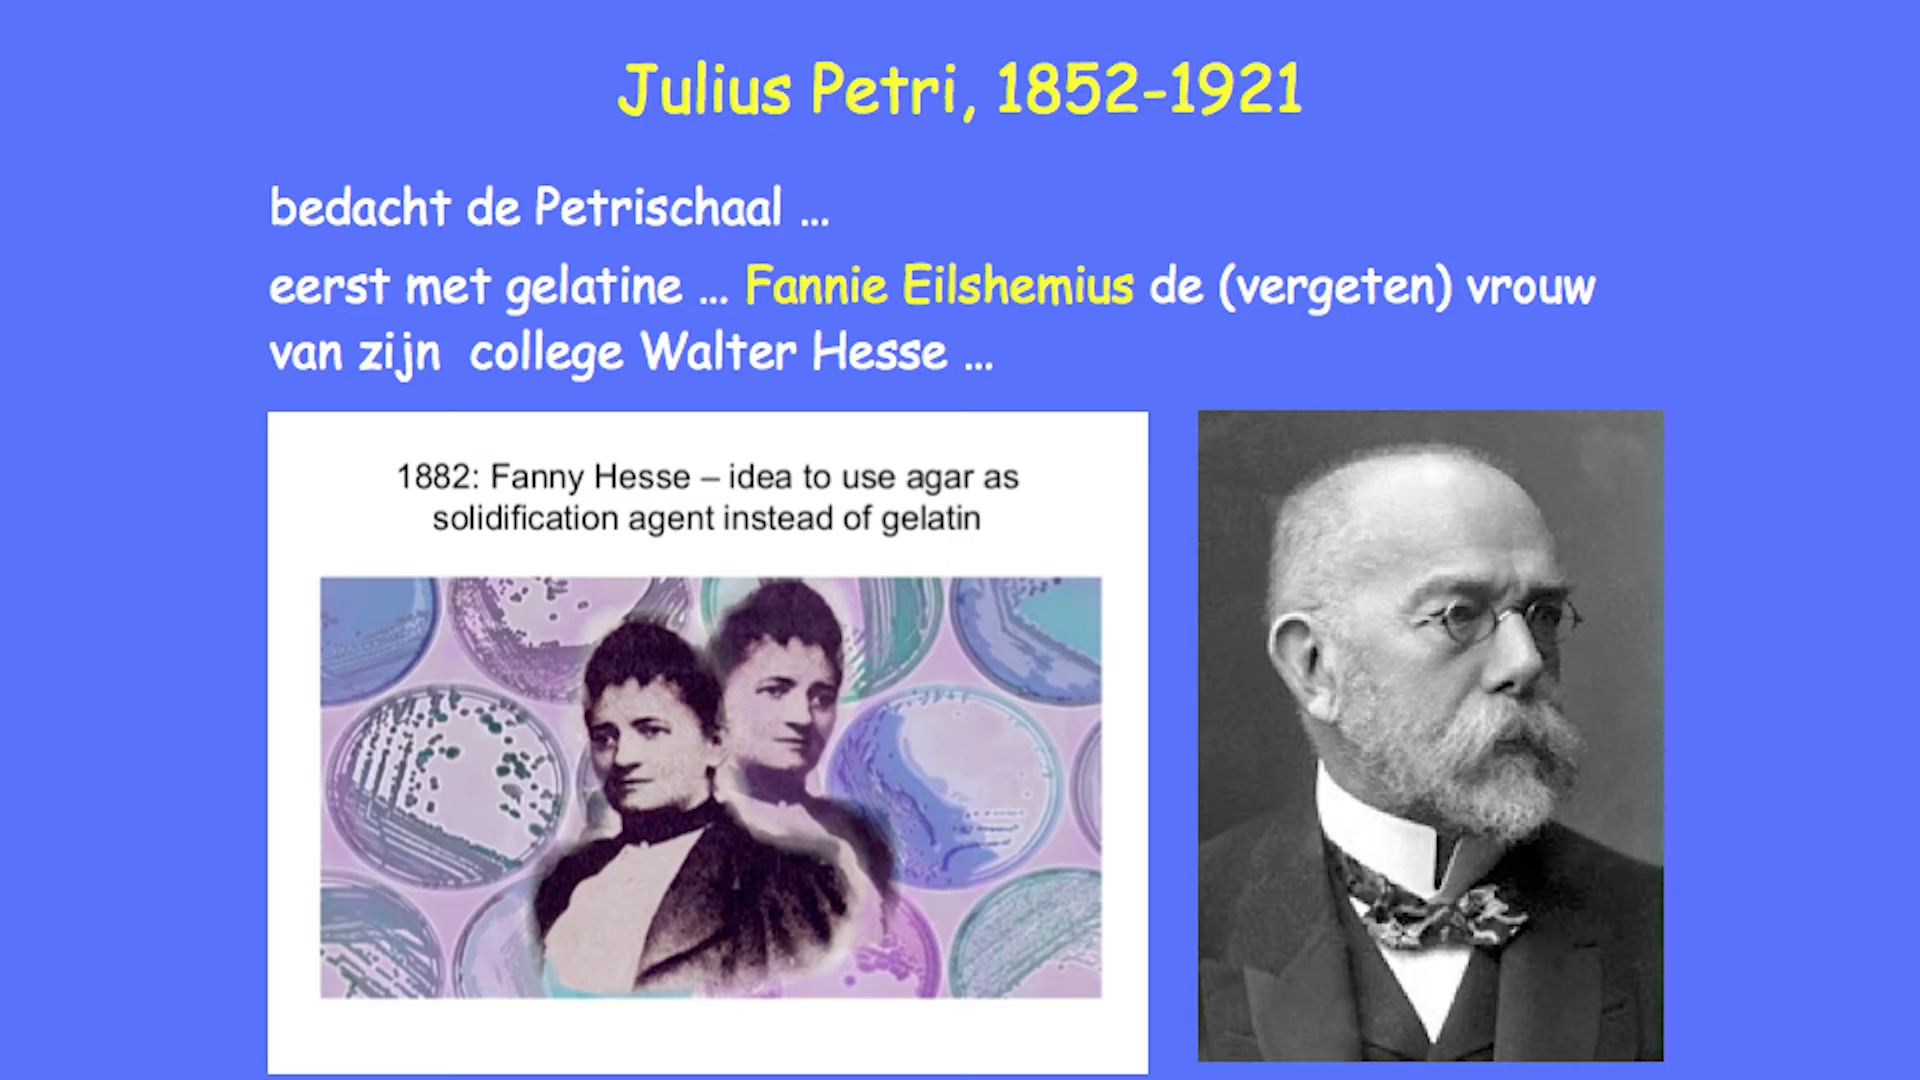 Julius Petri, 1852-1921
bedacht de Petrischaal ...
eerst met gelatine ... Fannie Eilshemius de (vergeten) vrouw
van zijn college Walter Hesse ...
1882: Fanny Hesse – idea to use agar as
solidification agent instead of gelatin